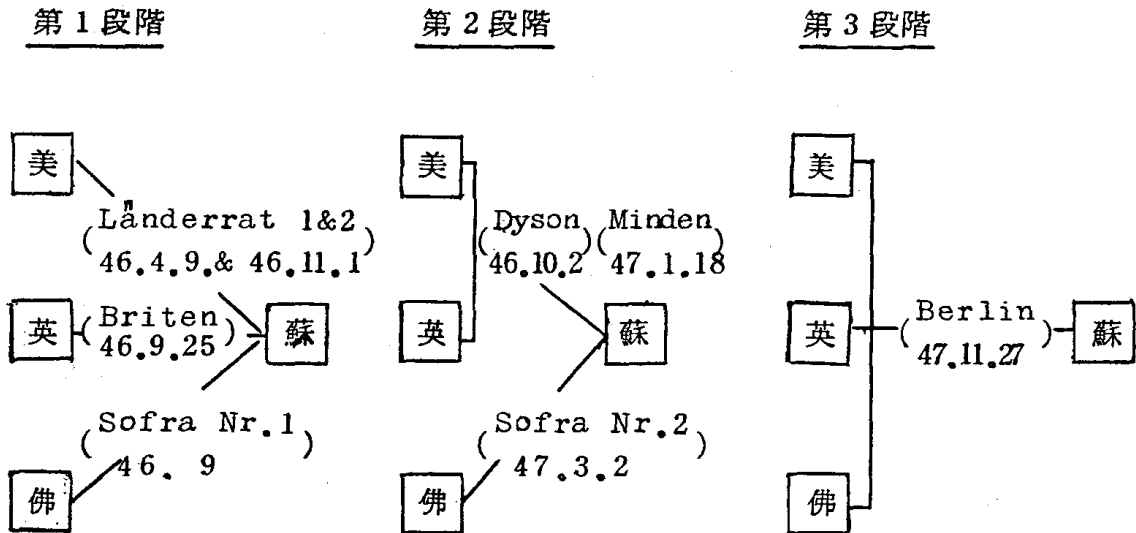 第1段階
美
(Länderrat 1&2)
46.4.9.& 46.11.1
英
(Briten)
46.9.25
蘇
(Sofra Nr.1)
46. 9
佛
第2段階
美
(Dyson)(Minden)
46.10.2 47.1.18
英
蘇
(Sofra Nr.2)
47.3.2
佛
第3段階
美
英
(Berlin)
47.11.27
蘇
佛